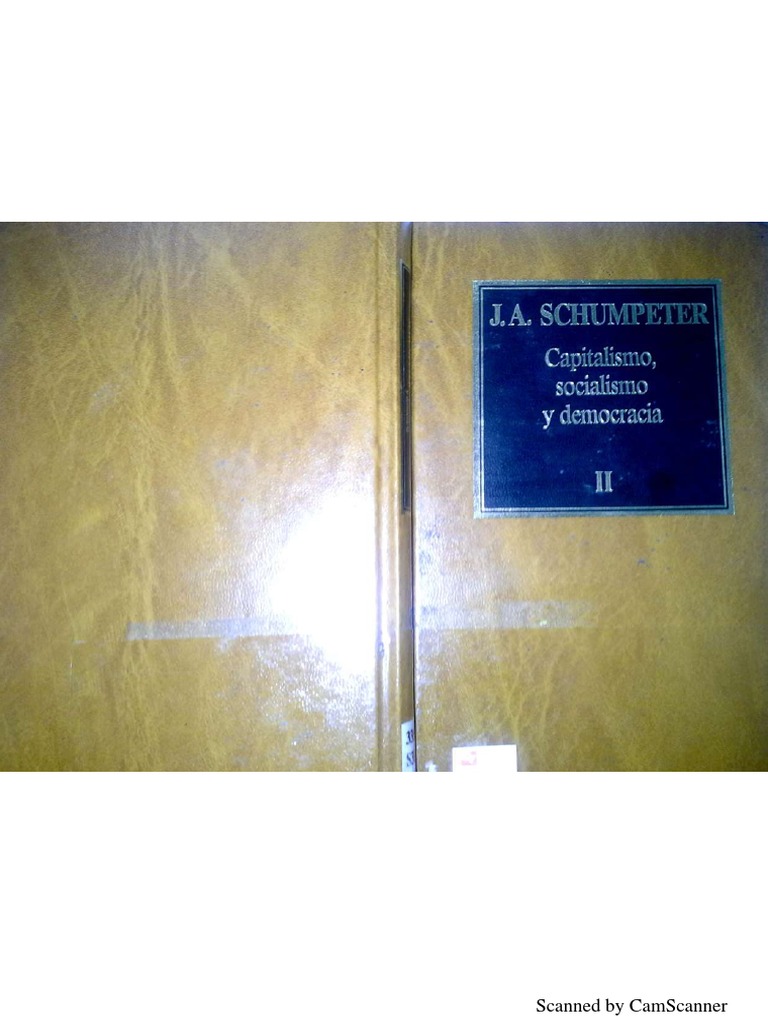 J. A. SCHUMPETER
Capitalismo,
socialismo
y democracia
II
Scanned by CamScanner